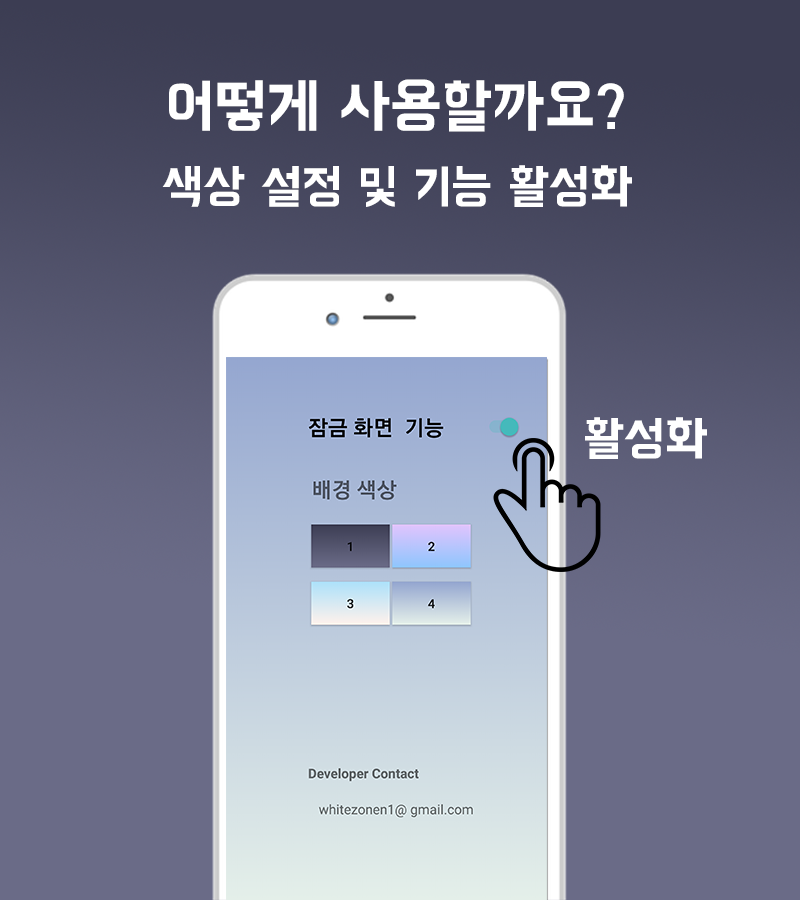 어떻게 사용할까요?
색상 설정 및 기능 활성화
잠금 화면 기능
활성화
배경 색상
1
2
3
4
Developer Contact
whitezonen1@ gmail.com